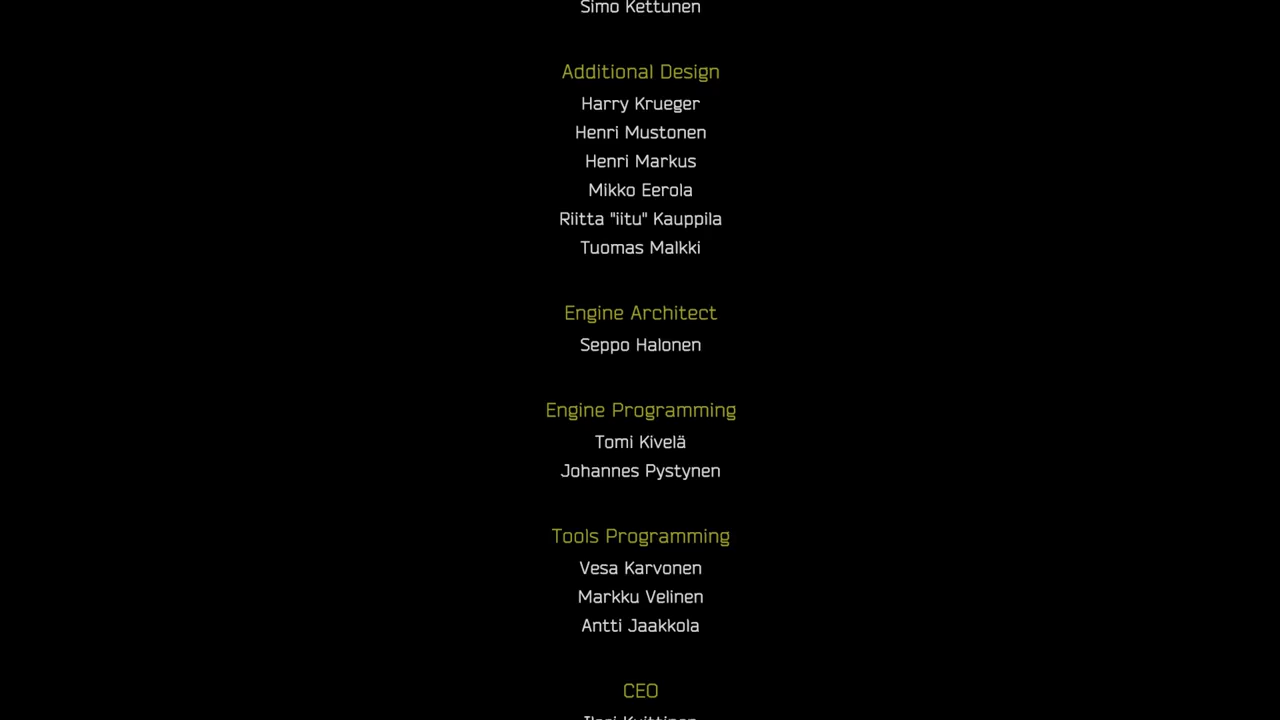 Simo Kettunen
Additional Design
Harry Krueger
Henri Mustonen
Henri Markus
Mikko Eerola
Riitta "iitu" Kauppila
Tuomas Malkki
Engine Architect
Seppo Halonen
Engine Programming
Tomi Kivelä
Johannes Pystynen
Tools Programming
Vesa Karvonen
Markku Velinen
Antti Jaakkola
CEO